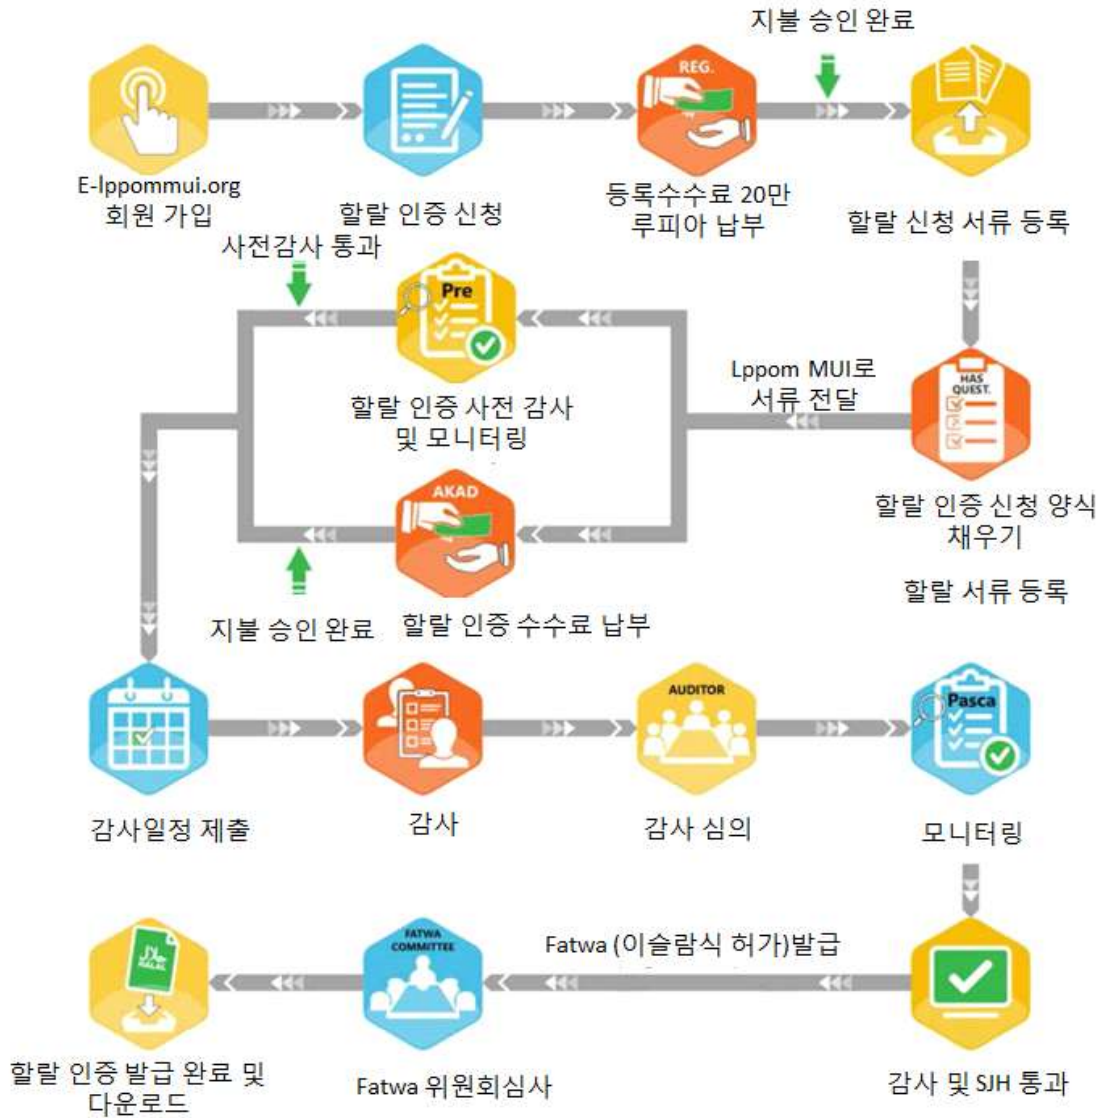 지불 승인 완료
REG.
E-lppommui.org
회원 가입
할랄 인증 신청
등록수수료 20만
루피아 납부
할랄 신청 서류 등록
사전감사 통과
Pre
Lppom MUI로
서류 전달
HAS
QUEST.
할랄 인증 사전 감사
및 모니터링
AKAD
할랄 인증 신청 양식
채우기
할랄 서류 등록
지불 승인 완료
할랄 인증 수수료 납부
AUDITOR
Pasca
감사일정 제출
감사
감사 심의
모니터링
حلال
HALAL
FATWA
COMMITTEE
Fatwa (이슬람식 허가)발급
할랄 인증 발급 완료 및
다운로드
Fatwa 위원회심사
감사 및 SJH 통과